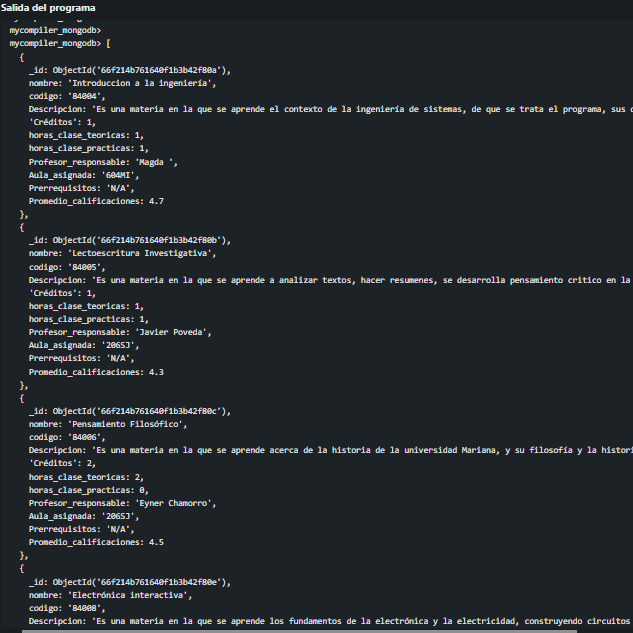 Salida del programa
mycompiler_mongodb>
mycompiler_mongodb> [
{
_id: ObjectId('66f214b761640f1b3b42f80a'),
nombre: 'Introduccion a la ingeniería',
codigo: '84004',
Descripcion: 'Es una materia en la que se aprende el contexto de la ingeniería de sistemas, de que se trata el programa, sus
'Créditos': 1,
horas_clase_teoricas: 1,
horas_clase_practicas: 1,
Profesor_responsable: 'Magda ',
Aula_asignada: '604MI',
Prerrequisitos: 'N/A',
Promedio_calificaciones: 4.7
},
{
_id: ObjectId('66f214b761640f1b3b42f80b'),
nombre: 'Lectoescritura Investigativa',
codigo: '84005',
Descripcion: 'Es una materia en la que se aprende a analizar textos, hacer resumenes, se desarrolla pensamiento critico en la
'Créditos': 1,
horas_clase_teoricas: 1,
horas_clase_practicas: 1,
Profesor_responsable: 'Javier Poveda',
Aula_asignada: '206SJ',
Prerrequisitos: 'N/A',
Promedio_calificaciones: 4.3
},
{
_id: ObjectId('66f214b761640f1b3b42f80c'),
nombre: 'Pensamiento Filosófico',
codigo: '84006',
Descripcion: 'Es una materia en la que se aprende acerca de la historia de la universidad Mariana, y su filosofía y la histori
'Créditos': 2,
horas_clase_teoricas: 2,
horas_clase_practicas: 0,
Profesor_responsable: 'Eyner Chamorro',
Aula_asignada: '206SJ',
Prerrequisitos: 'N/A',
Promedio_calificaciones: 4.5
},
{
_id: ObjectId('66f214b761640f1b3b42f80e'),
nombre: 'Electrónica interactiva',
codigo: '84008',
Descripcion: 'Es una materia en la que se aprende los fundamentos de la electrónica y la electricidad, construyendo circuitos